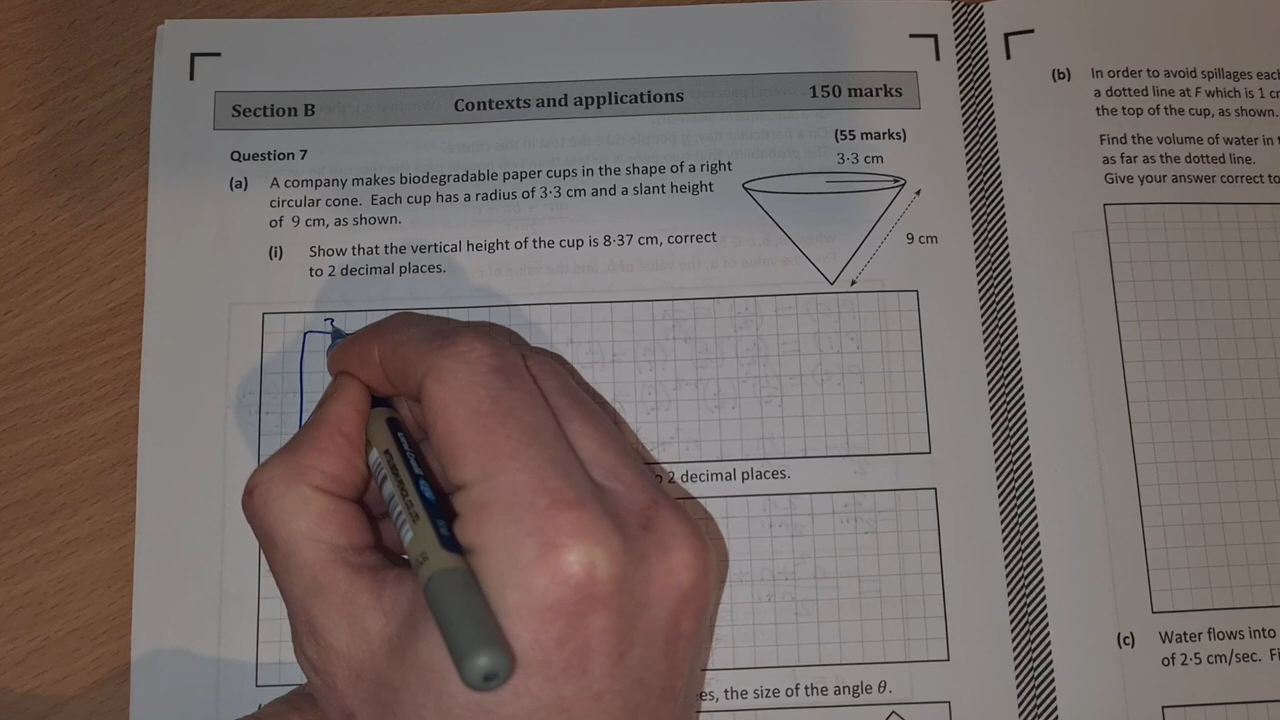 Section B Contexts and applications 150 marks
Question 7 (55 marks)
(a) A company makes biodegradable paper cups in the shape of a right
circular cone. Each cup has a radius of 3·3 cm and a slant height
of 9 cm, as shown.
3·3 cm
9 cm
(i) Show that the vertical height of the cup is 8·37 cm, correct
to 2 decimal places.
2 decimal places.
the size of the angle θ.
(b) In order to avoid spillages
a dotted line at F which is 1
the top of the cup, as shown.
Find the volume of water in
as far as the dotted line.
Give your answer correct to
(c) Water flows into
of 2·5 cm/sec.